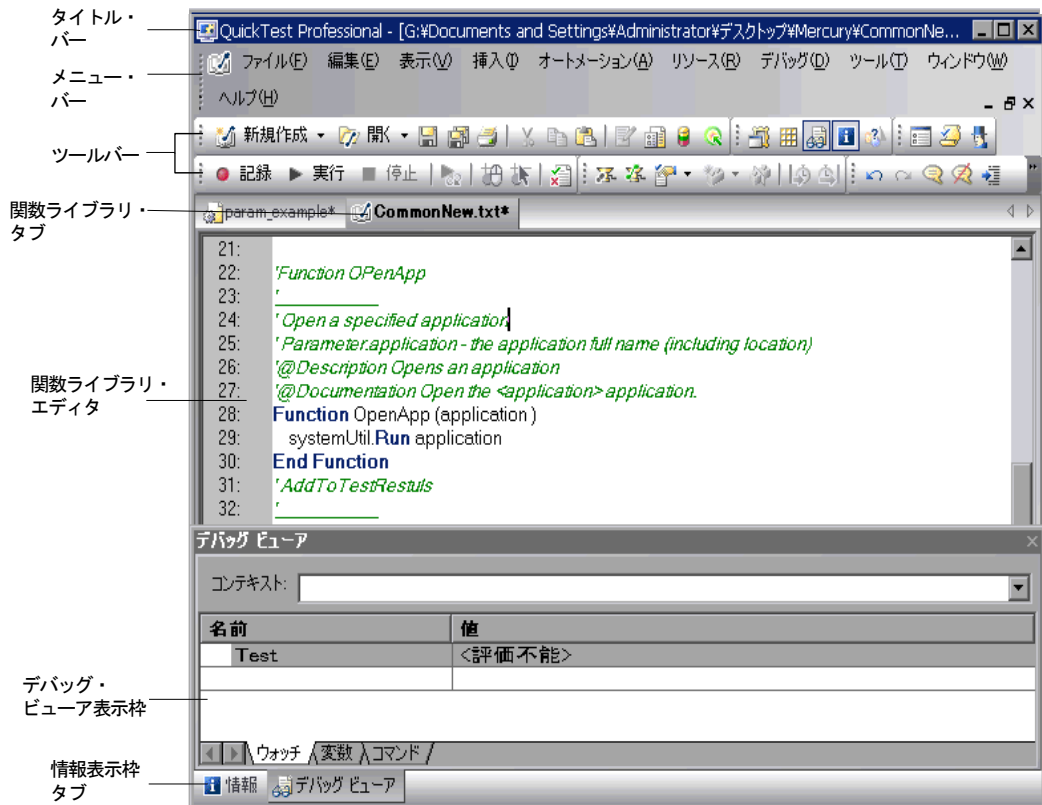 タイトル・
バー
QuickTest Professional - [G:¥Documents and Settings¥Administrator¥デスクトップ¥Mercury¥CommonNe...
メニュー・
バー
ファイル(F) 編集(E) 表示(V) 挿入(I) オートメーション(A) リソース(R) デバッグ(D) ツール(T) ウィンドウ(W)
ヘルプ(H)
ツールバー
新規作成 開く
記録 実行 停止
関数ライブラリ・
タブ
param_example* CommonNew.txt*
関数ライブラリ・
エディタ
21:
22: 'Function OPenApp
23: '____________
24: ' Open a specified application
25: ' Parameter.application - the application full name (including location)
26: '@Description Opens an application
27: '@Documentation Open the <application> application.
28: Function OpenApp (application )
29: systemUtil.Run application
30: End Function
31: ' AddToTestRestuls
32: '____________
デバッグ ビューア
コンテキスト:
名前 値
Test <評価不能>
デバッグ・
ビューア表示枠
ウォッチ 変数 コマンド
情報表示枠
タブ
情報 デバッグ ビューア